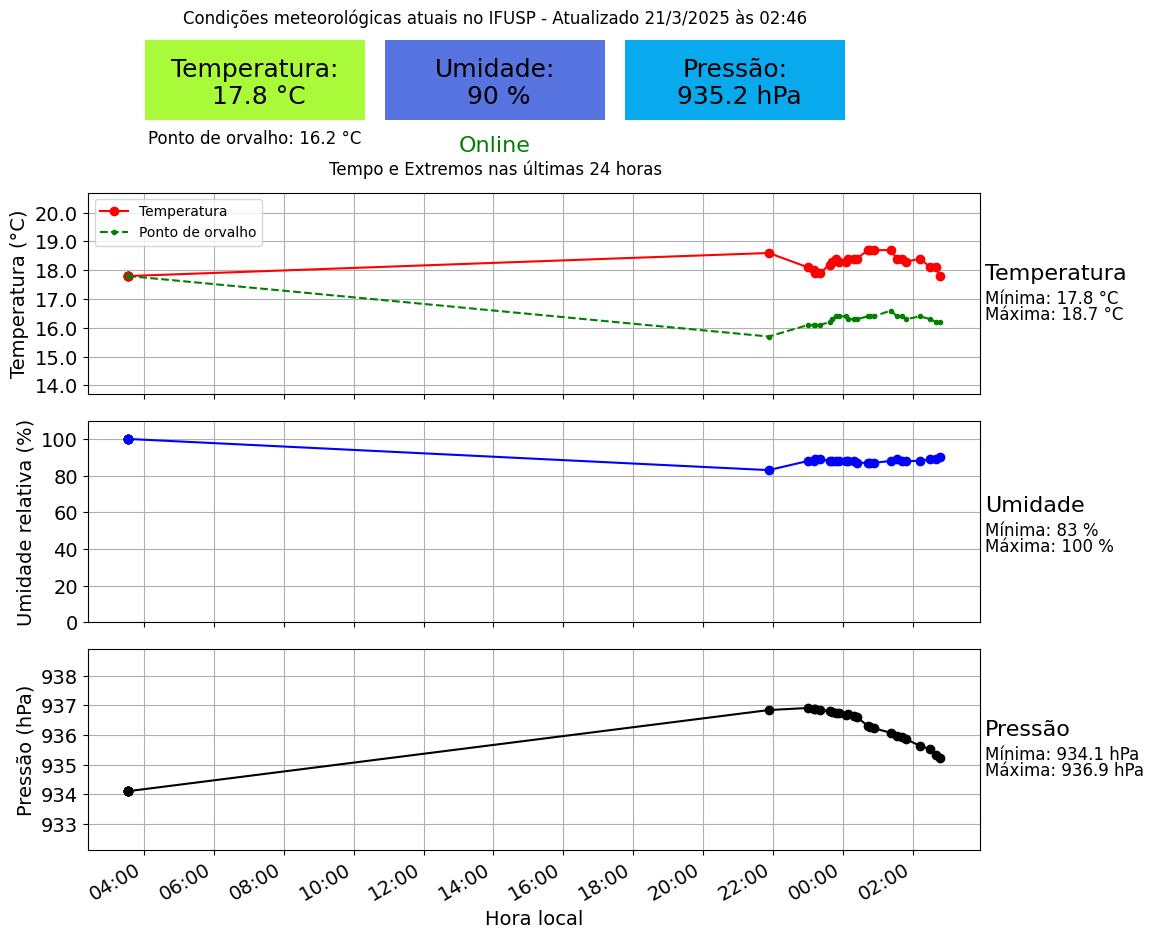 Condições meteorológicas atuais no IFUSP - Atualizado 21/3/2025 às 02:46
Temperatura:
17.8 °C
Umidade:
90 %
Pressão:
935.2 hPa
Ponto de orvalho: 16.2 °C
Online
Tempo e Extremos nas últimas 24 horas
Temperatura (°C)
20.0
19.0
18.0
17.0
16.0
15.0
14.0
Temperatura
Ponto de orvalho
Temperatura
Mínima: 17.8 °C
Máxima: 18.7 °C
Umidade relativa (%)
100
80
60
40
20
0
Umidade
Mínima: 83 %
Máxima: 100 %
Pressão (hPa)
938
937
936
935
934
933
Pressão
Mínima: 934.1 hPa
Máxima: 936.9 hPa
04:00
06:00
08:00
10:00
12:00
14:00
16:00
18:00
20:00
22:00
00:00
02:00
Hora local